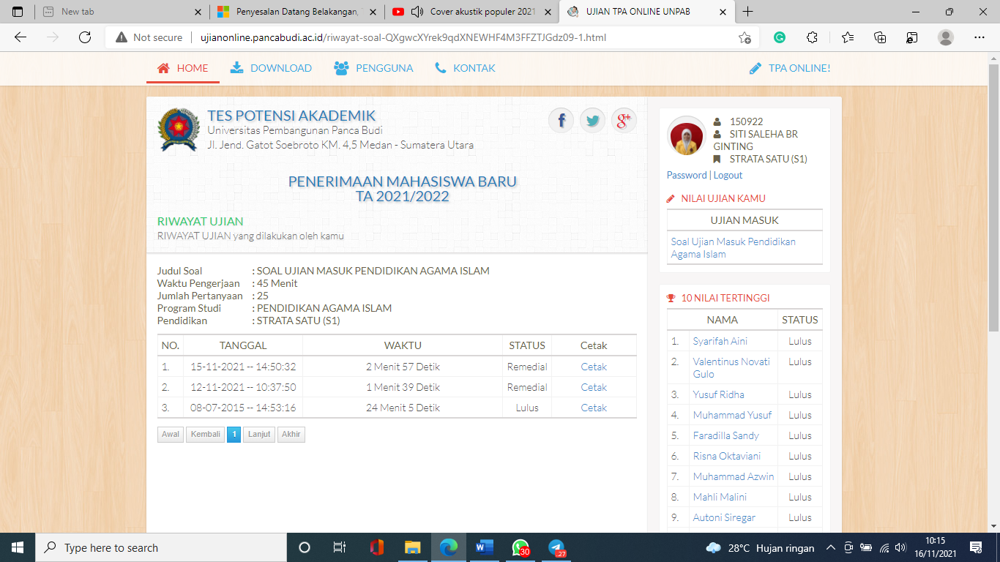 New tab
Penyesalan Datang Belakangan,
Cover akustik populer 2021
UJIAN TPA ONLINE UNPAB
Not secure
ujianonline.pancabudi.ac.id/riwayat-soal-QXgwcXYrek9qdXNEWHF4M3FFZTJGdz09-1.html
HOME
DOWNLOAD
PENGGUNA
KONTAK
TPA ONLINE!
TES POTENSI AKADEMIK
Universitas Pembangunan Panca Budi
Jl. Jend. Gatot Soebroto KM. 4,5 Medan - Sumatera Utara
PENERIMAAN MAHASISWA BARU
TA 2021/2022
RIWAYAT UJIAN
RIWAYAT UJIAN yang dilakukan oleh kamu
Judul Soal : SOAL UJIAN MASUK PENDIDIKAN AGAMA ISLAM
Waktu Pengerjaan : 45 Menit
Jumlah Pertanyaan : 25
Program Studi : PENDIDIKAN AGAMA ISLAM
Pendidikan : STRATA SATU (S1)
NO. TANGGAL WAKTU STATUS Cetak
1. 15-11-2021 -- 14:50:32 2 Menit 57 Detik Remedial Cetak
2. 12-11-2021 -- 10:37:50 1 Menit 39 Detik Remedial Cetak
3. 08-07-2015 -- 14:53:16 24 Menit 5 Detik Lulus Cetak
Awal Kembali 1 Lanjut Akhir
150922
SITI SALEHA BR
GINTING
STRATA SATU (S1)
Password | Logout
NILAI UJIAN KAMU
UJIAN MASUK
Soal Ujian Masuk Pendidikan
Agama Islam
10 NILAI TERTINGGI
NAMA STATUS
1. Syarifah Aini Lulus
2. Valentinus Novati Lulus
Gulo
3. Yusuf Ridha Lulus
4. Muhammad Yusuf Lulus
5. Faradilla Sandy Lulus
6. Risna Oktaviani Lulus
7. Muhammad Azwin Lulus
8. Mahli Malini Lulus
9. Autoni Siregar Lulus
Type here to search
30
27
28°C Hujan ringan
10:15
16/11/2021